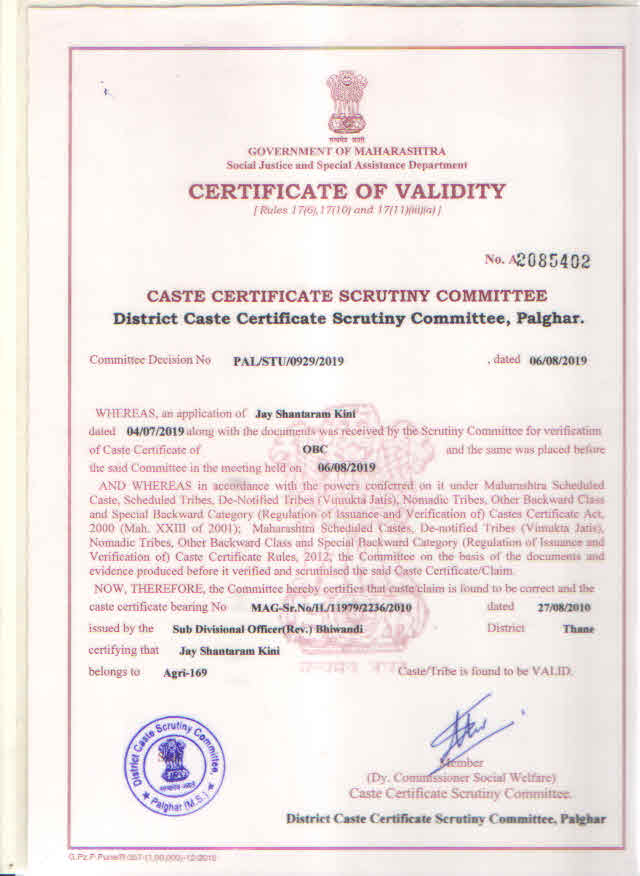 सत्यमेव जयते
GOVERNMENT OF MAHARASHTRA
Social Justice and Special Assistance Department
CERTIFICATE OF VALIDITY
[ Rules 17(6),17(10) and 17(11)(iii)(a) ]
No. A2085402
CASTE CERTIFICATE SCRUTINY COMMITTEE
District Caste Certificate Scrutiny Committee, Palghar.
Committee Decision No PAL/STU/0929/2019 , dated 06/08/2019
WHEREAS, an application of Jay Shantaram Kini
dated 04/07/2019 along with the documents was received by the Scrutiny Committee for verification
of Caste Certificate of OBC and the same was placed before
the said Committee in the meeting held on 06/08/2019
AND WHEREAS in accordance with the powers conferred on it under Maharashtra Scheduled
Caste, Scheduled Tribes, De-Notified Tribes (Vimukta Jatis), Nomadic Tribes, Other Backward Class
and Special Backward Category (Regulation of Issuance and Verification of) Castes Certificate Act,
2000 (Mah. XXIII of 2001); Maharashtra Scheduled Castes, De-notified Tribes (Vimukta Jatis),
Nomadic Tribes, Other Backward Class and Special Backward Category (Regulation of Issuance and
Verification of) Caste Certificate Rules, 2012, the Committee on the basis of the documents and
evidence produced before it verified and scrutinised the said Caste Certificate/Claim.
NOW, THEREFORE, the Committee hereby certifies that caste/claim is found to be correct and the
caste certificate bearing No MAG-Sr.No/H./11979/2236/2010 dated 27/08/2010
issued by the Sub Divisional Officer(Rev.) Bhiwandi District Thane
certifying that Jay Shantaram Kini
belongs to Agri-169 Caste/Tribe is found to be VALID.
सत्यमेव जयते
District Caste Scrutiny Committee,
सत्यमेव जयते
★ Palghar (M.S.) ★
Member
(Dy. Commissioner Social Welfare)
Caste Certificate Scrutiny Committee.
District Caste Certificate Scrutiny Committee, Palghar
G.Pz.P-Pune/R-357-(1,00,000)-12/2016